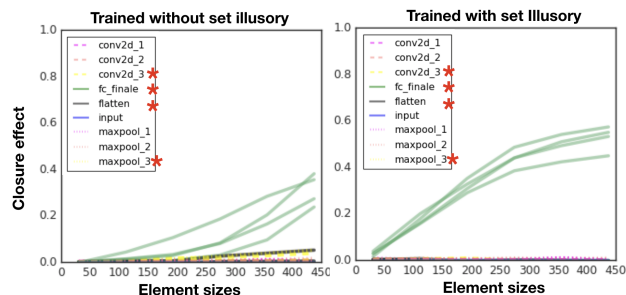 Trained without set illusory
Closure effect
1.0
0.8
0.6
0.4
0.2
0.0
conv2d_1
conv2d_2
conv2d_3
fc_finale
flatten
input
maxpool_1
maxpool_2
maxpool_3
0 50 100 150 200 250 300 350 400 450
Element sizes
Trained with set Illusory
1.0
0.8
0.6
0.4
0.2
0.0
conv2d_1
conv2d_2
conv2d_3
fc_finale
flatten
input
maxpool_1
maxpool_2
maxpool_3
0 50 100 150 200 250 300 350 400 450
Element sizes